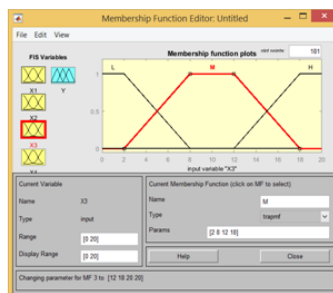 Membership Function Editor: Untitled
File Edit View
FIS Variables
Membership function plots
181
X1
Y
X2
X3
L
M
H
1
0.5
0
0 2 4 6 8 10 12 14 16 18 20
input variable "X3"
Current Variable
Current Membership Function (click on MF to select)
Name X3
Name M
Type input
Type trapmf
Range [0 20]
Params [2 8 12 18]
Display Range [0 20]
Help Close
Changing parameter for MF 3 to [12 18 20 20]